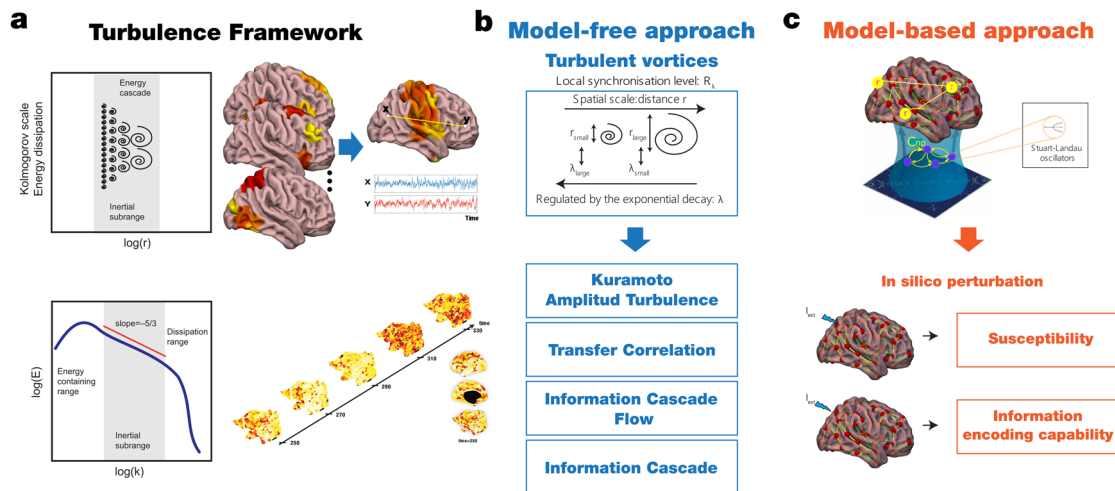 a
Turbulence Framework
Kolmogorov scale
Energy dissipation
Energy
cascade
Inertial
subrange
log(r)
x
y
X
Y
Time
log(E)
slope=–5/3
Dissipation
range
Energy
containing
range
Inertial
subrange
log(k)
time
330
310
290
270
250
time=250
b
Model-free approach
Turbulent vortices
Local synchronisation level: Rλ
Spatial scale:distance r
rsmall
rlarge
λlarge
λsmall
Regulated by the exponential decay: λ
Kuramoto
Amplitud Turbulence
Transfer Correlation
Information Cascade
Flow
Information Cascade
c
Model-based approach
r
r
r
Cnp
Stuart-Landau
oscillators
In silico perturbation
Iext
Susceptibility
Iext
Information
encoding capability